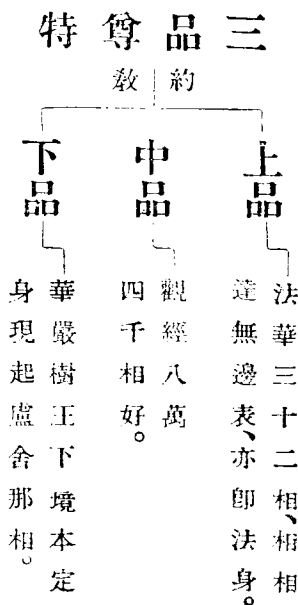 三品尊特
約教
上品
法華三十二相、相相
達無邊表、亦卽法身。
中品
觀經八萬
四千相好。
下品
華嚴樹王下境本定
身現起盧舍那相。